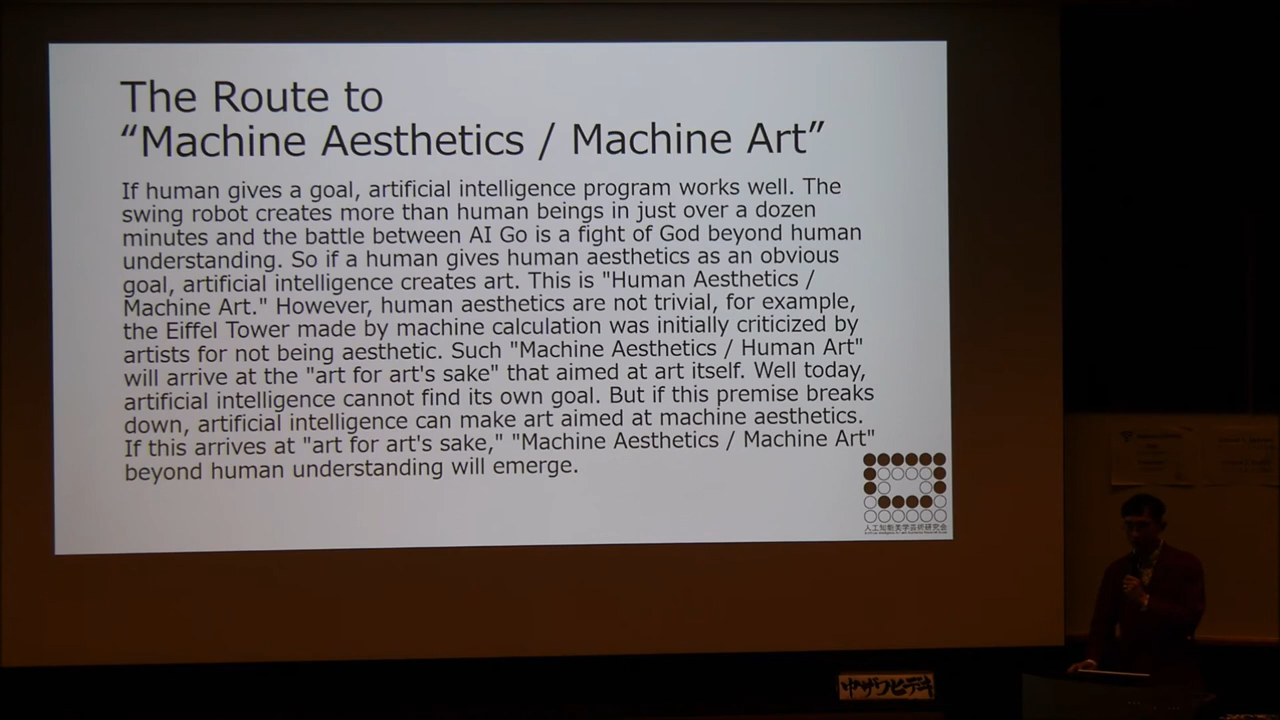 The Route to
“Machine Aesthetics / Machine Art”
If human gives a goal, artificial intelligence program works well. The
swing robot creates more than human beings in just over a dozen
minutes and the battle between AI Go is a fight of God beyond human
understanding. So if a human gives human aesthetics as an obvious
goal, artificial intelligence creates art. This is "Human Aesthetics /
Machine Art." However, human aesthetics are not trivial, for example,
the Eiffel Tower made by machine calculation was initially criticized by
artists for not being aesthetic. Such "Machine Aesthetics / Human Art"
will arrive at the "art for art's sake" that aimed at art itself. Well today,
artificial intelligence cannot find its own goal. But if this premise breaks
down, artificial intelligence can make art aimed at machine aesthetics.
If this arrives at "art for art's sake," "Machine Aesthetics / Machine Art"
beyond human understanding will emerge.
人工知能美学芸術研究会
中ザワヒデキ